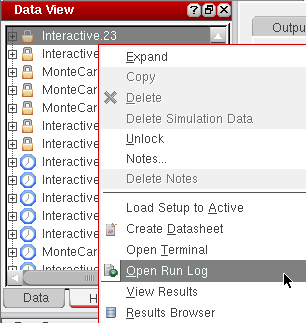 Data View
Outpu
Interactive.23
Interactive
MonteCar
MonteCar
MonteCar
Interactive
Interactive
Interactive
Interactive
Interactive
MonteCar
Interactive
Data
H
Expand
Copy
Delete
Delete Simulation Data
Unlock
Notes...
Delete Notes
Load Setup to Active
Create Datasheet
Open Terminal
Open Run Log
View Results
Results Browser